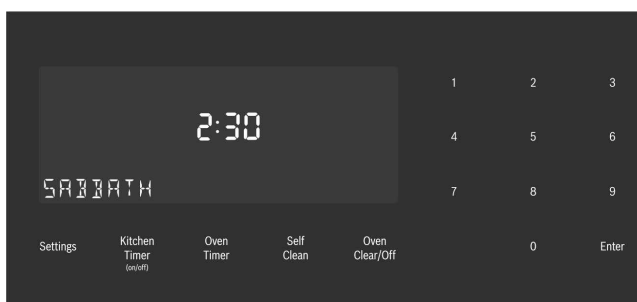 1 2 3
2:30
4 5 6
SABBATH
7 8 9
Settings
Kitchen
Timer
(on/off)
Oven
Timer
Self
Clean
Oven
Clear/Off
0
Enter